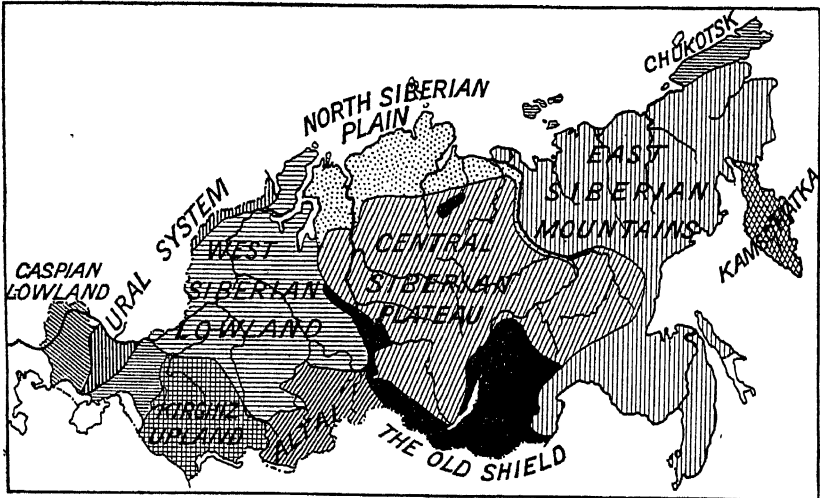 CHUKOTSK
NORTH SIBERIAN
PLAIN
EAST
SIBERIAN
MOUNTAINS
KAMCHATKA
URAL SYSTEM
WEST
SIBERIAN
LOWLAND
CENTRAL
SIBERIAN
PLATEAU
CASPIAN
LOWLAND
KIRGHIZ
UPLAND
ALTAI
THE OLD SHIELD